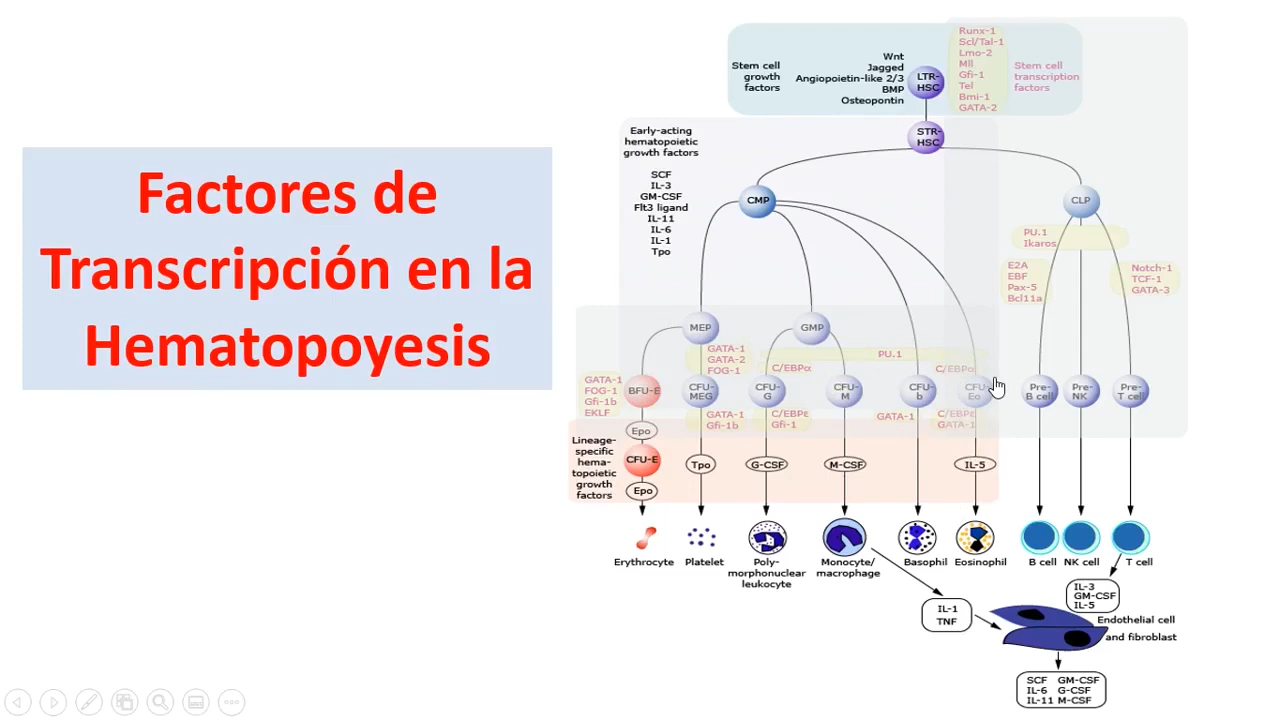 Factores de
Transcripción en la
Hematopoyesis
Stem cell
growth
factors
Wnt
Jagged
Angiopoietin-like 2/3
BMP
Osteopontin
LTR-
HSC
Runx-1
Scl/Tal-1
Lmo-2
Mll
Gfi-1
Tel
Bmi-1
GATA-2
Stem cell
transcription
factors
STR-
HSC
Early-acting
hematopoietic
growth factors
SCF
IL-3
GM-CSF
Flt3 ligand
IL-11
IL-6
IL-1
Tpo
CMP
CLP
PU.1
Ikaros
E2A
EBF
Pax-5
Bcl11a
Notch-1
TCF-1
GATA-3
MEP
GMP
GATA-1
GATA-2
FOG-1
PU.1
C/EBPα
C/EBPα
GATA-1
FOG-1
Gfi-1b
EKLF
BFU-E
CFU-
MEG
CFU-
G
CFU-
M
CFU-
b
CFU-
Eo
Pre-
B cell
Pre-
NK
Pre-
T cell
GATA-1
Gfi-1b
C/EBPε
Gfi-1
GATA-1
C/EBPε
GATA-1
Epo
Lineage-
specific
hema-
topoietic
growth
factors
CFU-E
Epo
Tpo
G-CSF
M-CSF
IL-5
Erythrocyte
Platelet
Poly-
morphonuclear
leukocyte
Monocyte/
macrophage
Basophil
Eosinophil
B cell
NK cell
T cell
IL-3
GM-CSF
IL-5
IL-1
TNF
Endothelial cell
and fibroblast
SCF GM-CSF
IL-6 G-CSF
IL-11 M-CSF